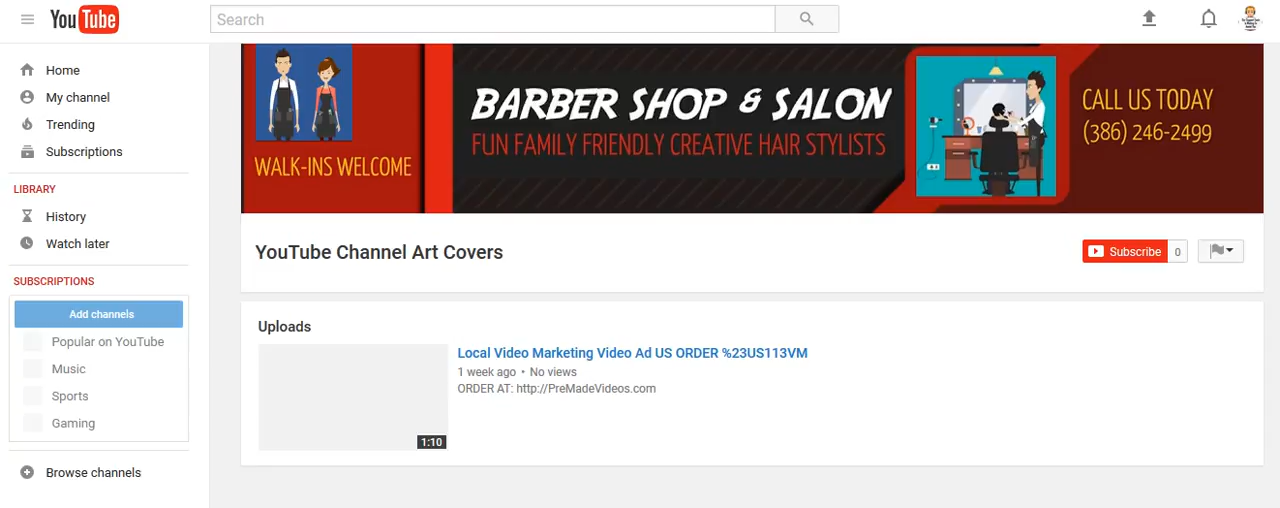 YouTube
Search
WALK-INS WELCOME
BARBER SHOP & SALON
FUN FAMILY FRIENDLY CREATIVE HAIR STYLISTS
CALL US TODAY
(386) 246-2499
Home
My channel
Trending
Subscriptions
LIBRARY
History
Watch later
SUBSCRIPTIONS
Add channels
Popular on YouTube
Music
Sports
Gaming
Browse channels
YouTube Channel Art Covers
Subscribe 0
Uploads
Local Video Marketing Video Ad US ORDER %23US113VM
1 week ago • No views
ORDER AT: http://PreMadeVideos.com
1:10